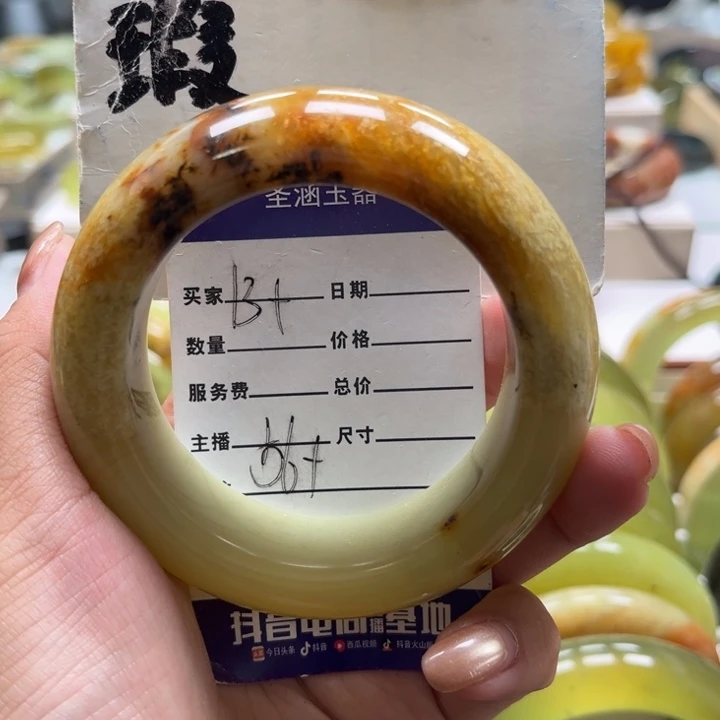 瑕
圣涵玉器
买家 13+ 日期
数量 价格
服务费 总价
主播 56+ 尺寸
抖音电商直播基地
今日头条 抖音 西瓜视频 抖音火山